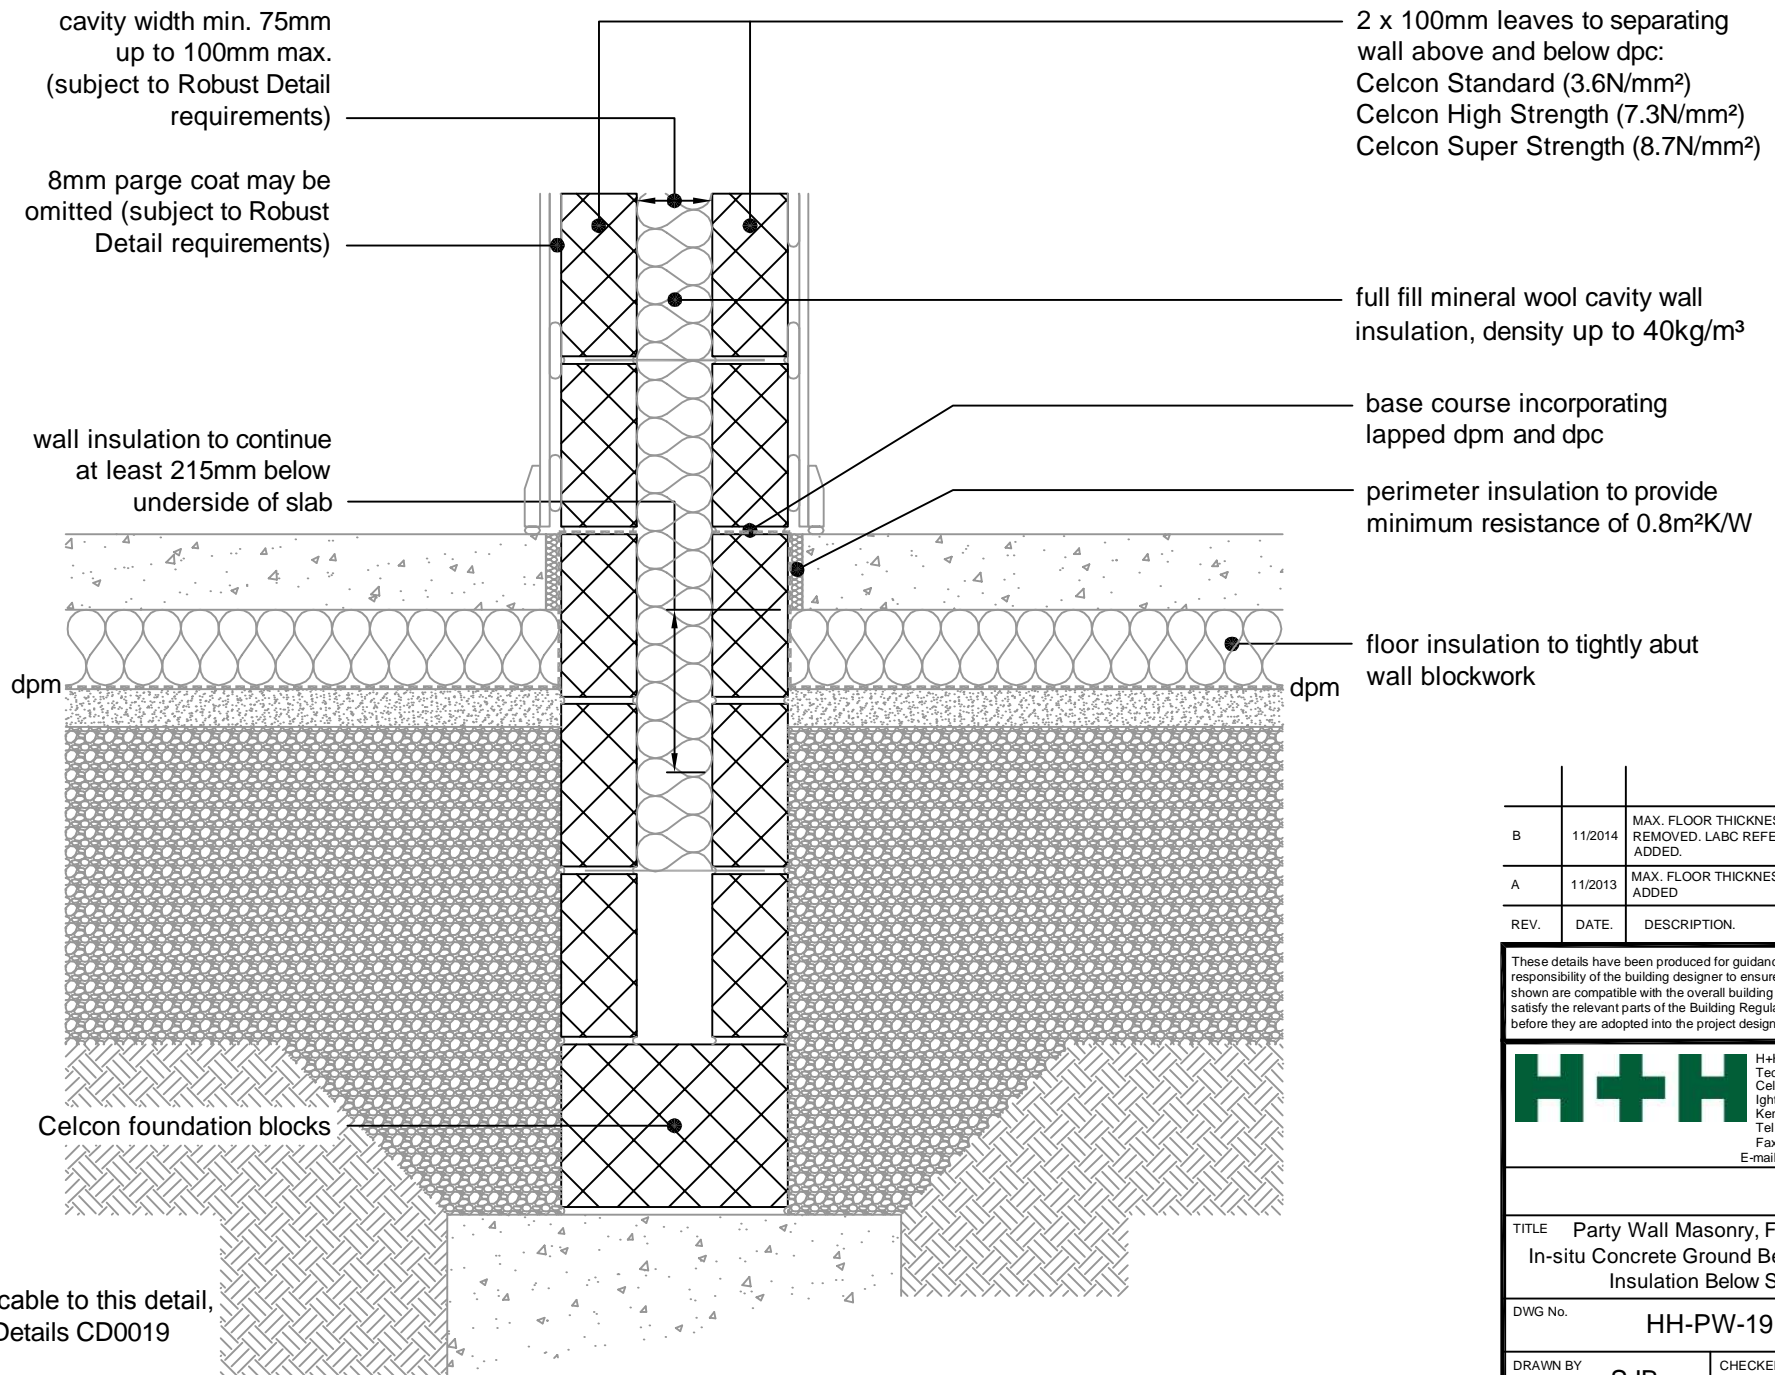 cavity width min. 75mm
up to 100mm max.
(subject to Robust Detail
requirements)
8mm parge coat may be
omitted (subject to Robust
Detail requirements)
wall insulation to continue
at least 215mm below
underside of slab
dpm
Celcon foundation blocks
cable to this detail,
Details CD0019
2 x 100mm leaves to separating
wall above and below dpc:
Celcon Standard (3.6N/mm²)
Celcon High Strength (7.3N/mm²)
Celcon Super Strength (8.7N/mm²)
full fill mineral wool cavity wall
insulation, density up to 40kg/m³
base course incorporating
lapped dpm and dpc
perimeter insulation to provide
minimum resistance of 0.8m²K/W
floor insulation to tightly abut
wall blockwork
dpm
B 11/2014 MAX. FLOOR THICKNES
REMOVED. LABC REFE
ADDED.
A 11/2013 MAX. FLOOR THICKNES
ADDED
REV. DATE. DESCRIPTION.
These details have been produced for guidanc
responsibility of the building designer to ensure
shown are compatible with the overall building
satisfy the relevant parts of the Building Regula
before they are adopted into the project design
H+H
H+H
Tec
Cel
Igh
Ken
Tel
Fax
E-mail
TITLE Party Wall Masonry, F
In-situ Concrete Ground Be
Insulation Below S
DWG No. HH-PW-19
DRAWN BY
CHECKE